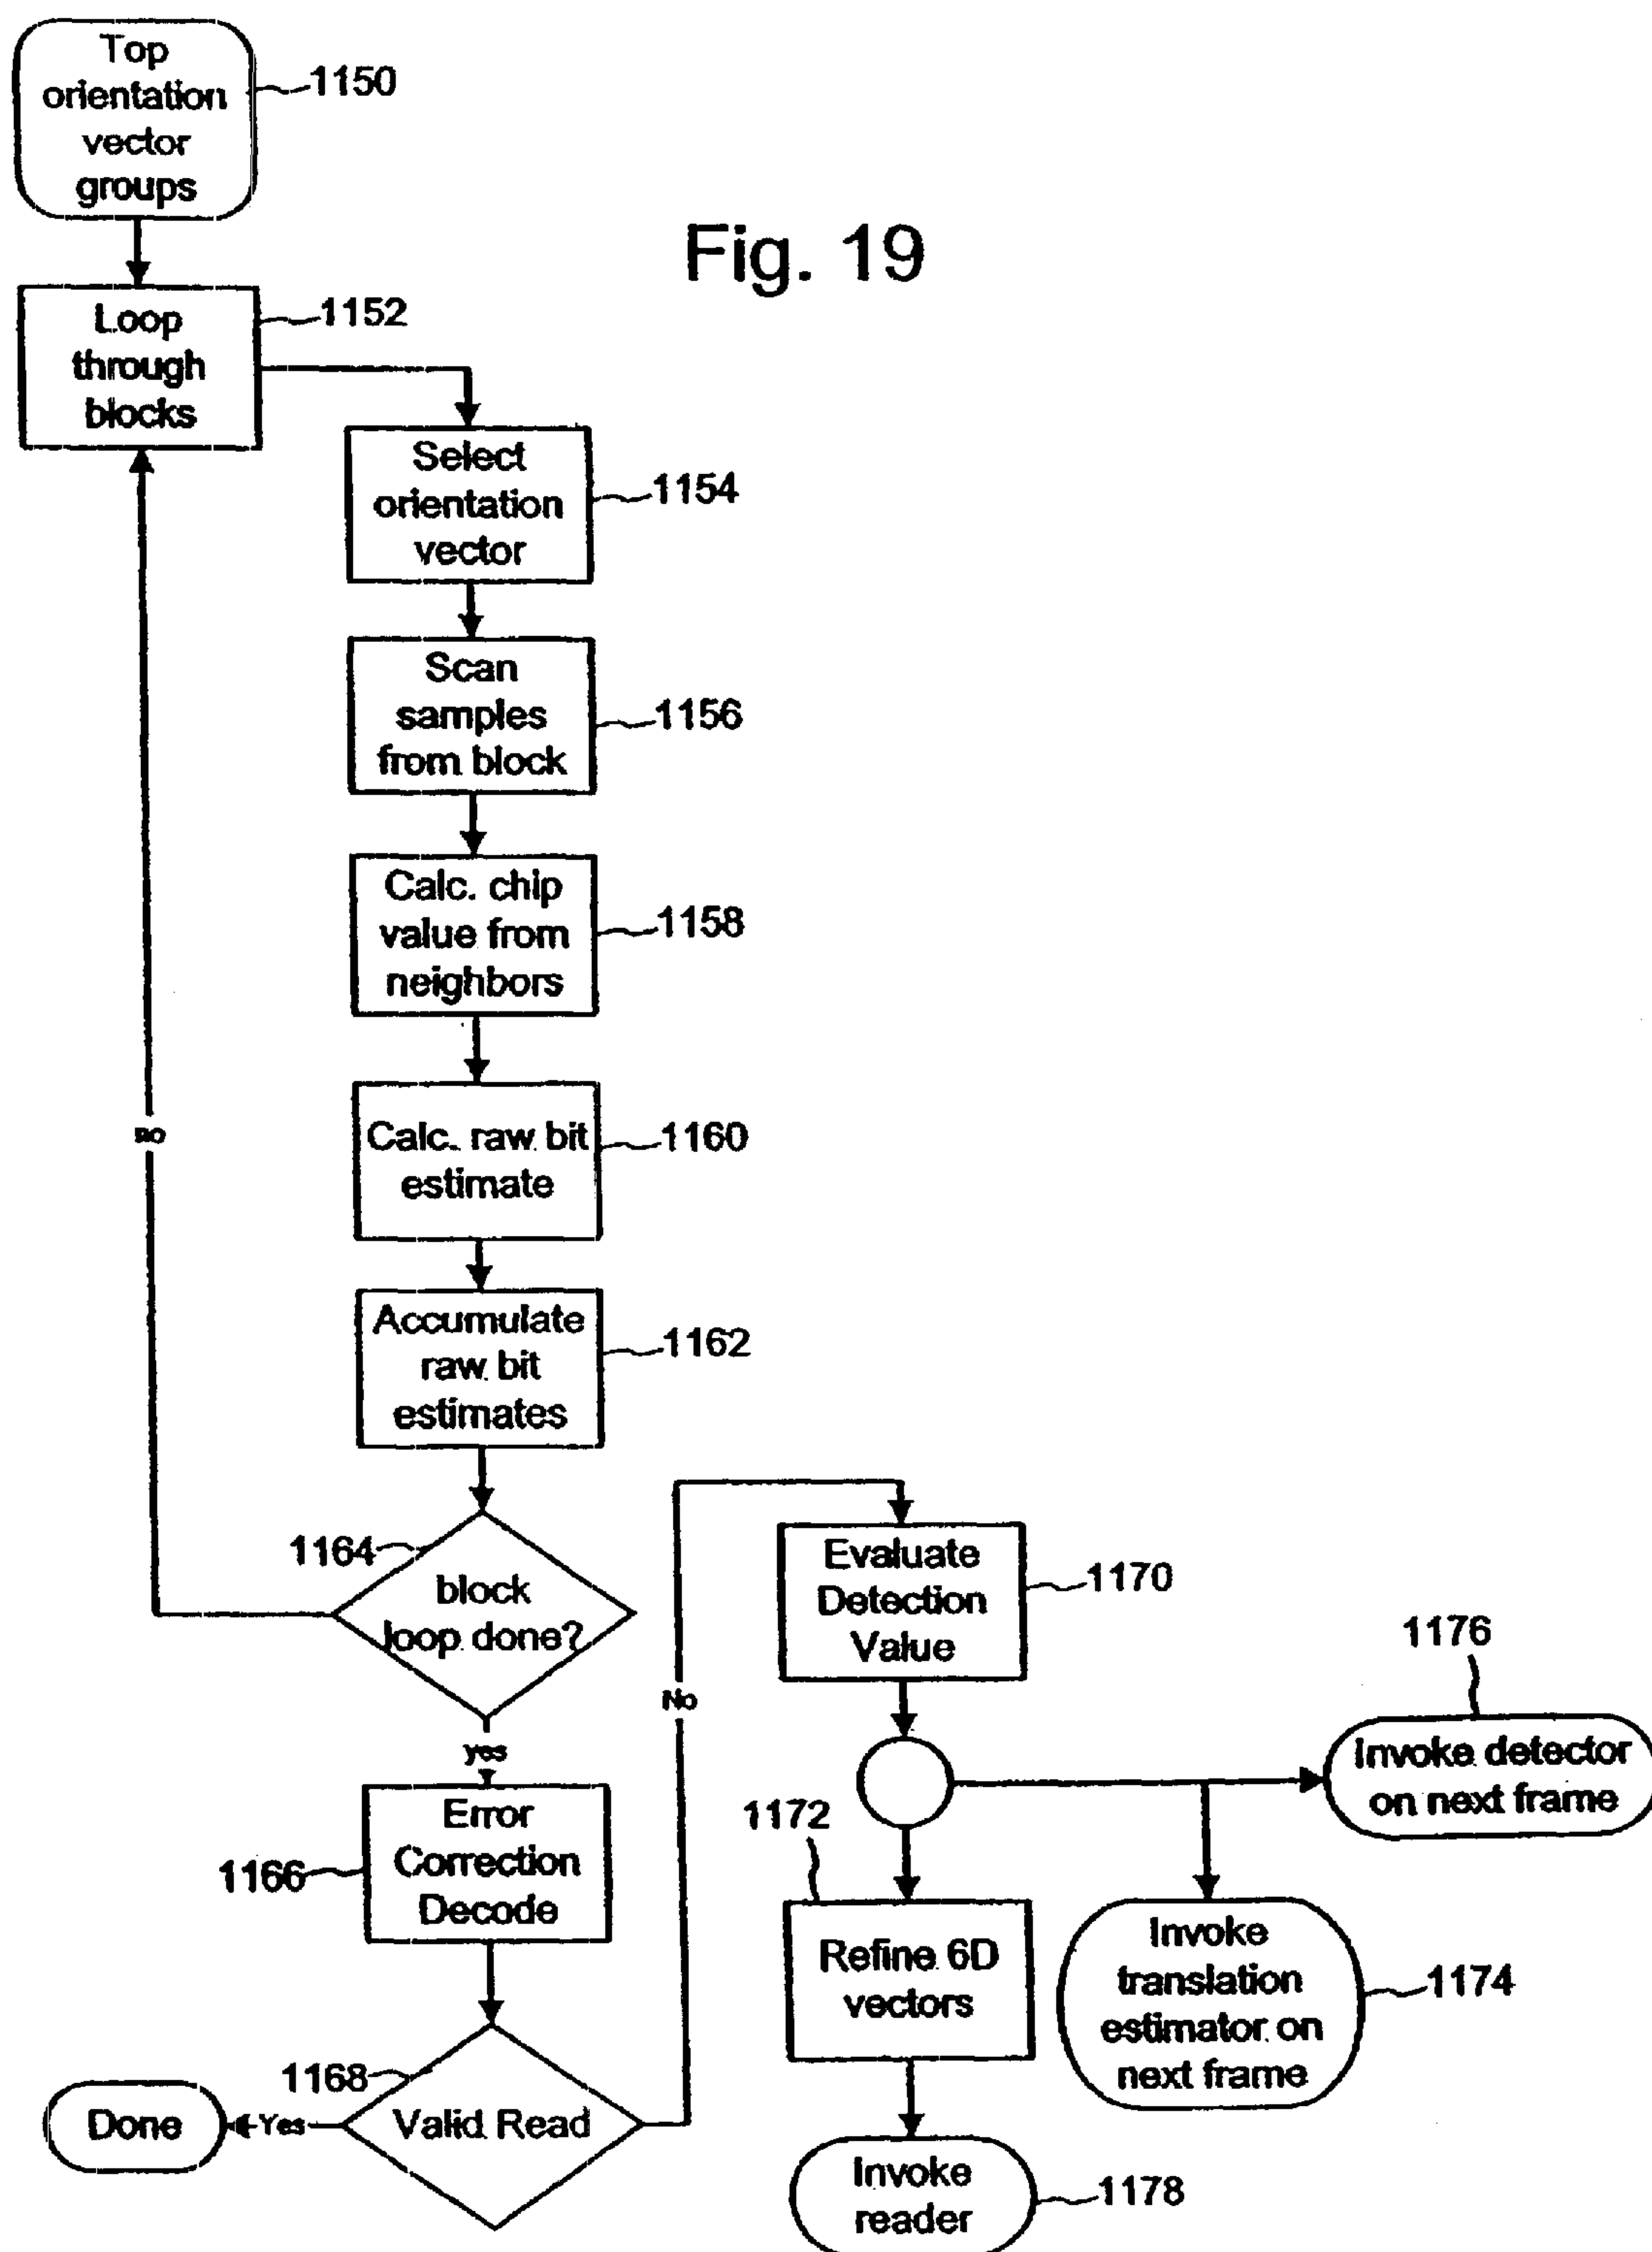 Top
orientation
vector
groups
1150
Fig. 19
Loop
through
blocks
1152
Select
orientation
vector
1154
Scan
samples
from block
1156
Calc. chip
value from
neighbors
1158
no
Calc. raw bit
estimate
1160
Accumulate
raw bit
estimates
1162
1164
block
loop done?
yes
Error
Correction
Decode
1166
1168
Valid Read
Yes
Done
No
Evaluate
Detection
Value
1170
1176
Invoke detector
on next frame
1172
Refine 6D
vectors
Invoke
translation
estimator on
next frame
1174
Invoke
reader
1178